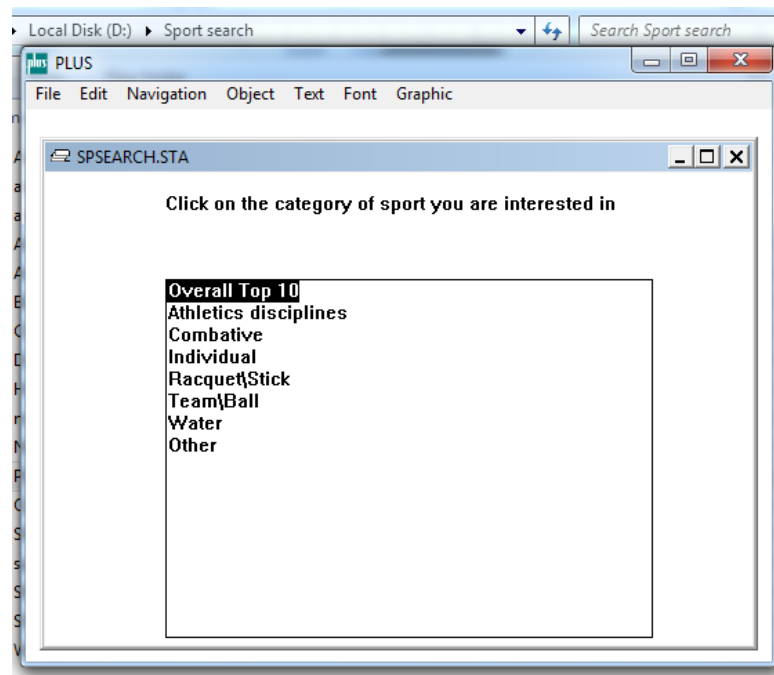 Local Disk (D:) Sport search Search Sport search
plus PLUS
File Edit Navigation Object Text Font Graphic
SPSEARCH.STA
Click on the category of sport you are interested in
Overall Top 10
Athletics disciplines
Combative
Individual
Racquet\Stick
Team\Ball
Water
Other